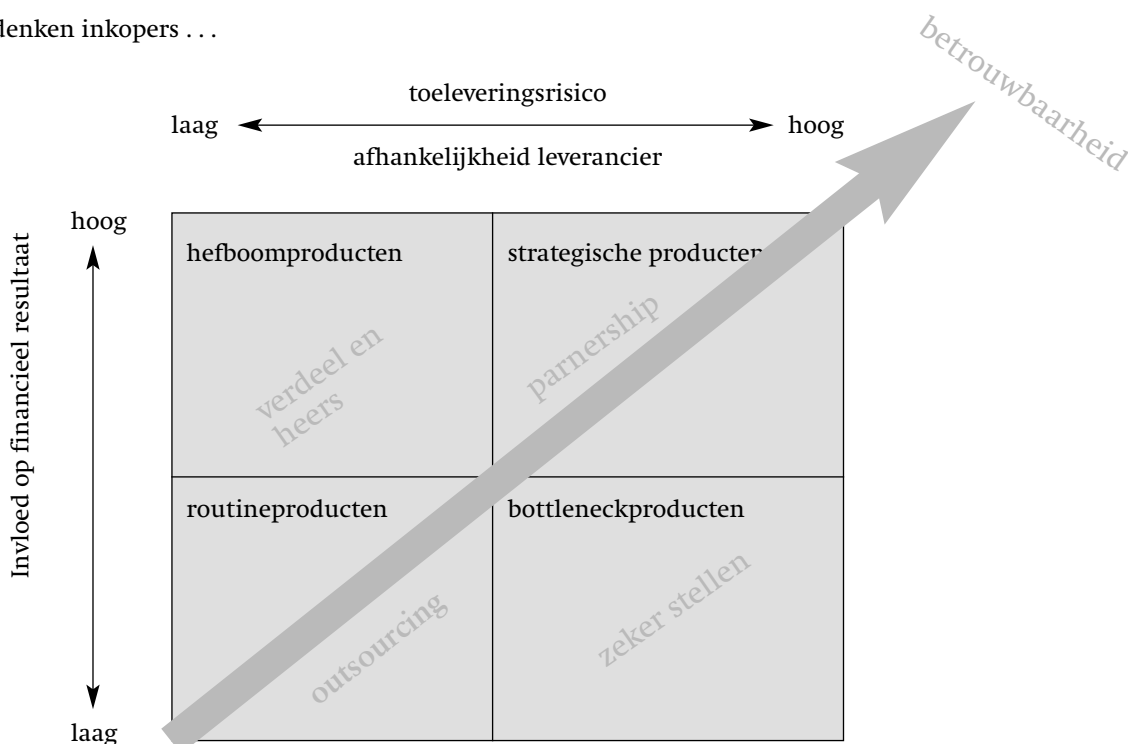 denken inkopers . . .
betrouwbaarheid
toeleveringsrisico
laag
hoog
afhankelijkheid leverancier
hoog
Invloed op financieel resultaat
laag
hefboomproducten
strategische producten
verdeel en
heers
parnership
routineproducten
bottleneckproducten
outsourcing
zeker stellen